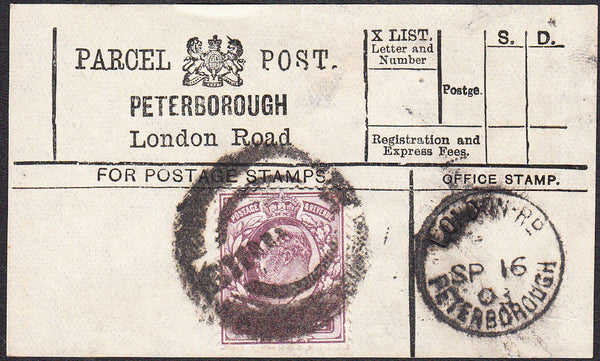 PARCEL POST.
PETERBOROUGH
London Road
X LIST.
Letter and
Number
Postge.
S. D.
Registration and
Express Fees.
FOR POSTAGE STAMPS.
OFFICE STAMP.
POSTAGE & REVENUE
LONDON-RD
SP 16
PETERBOROUGH